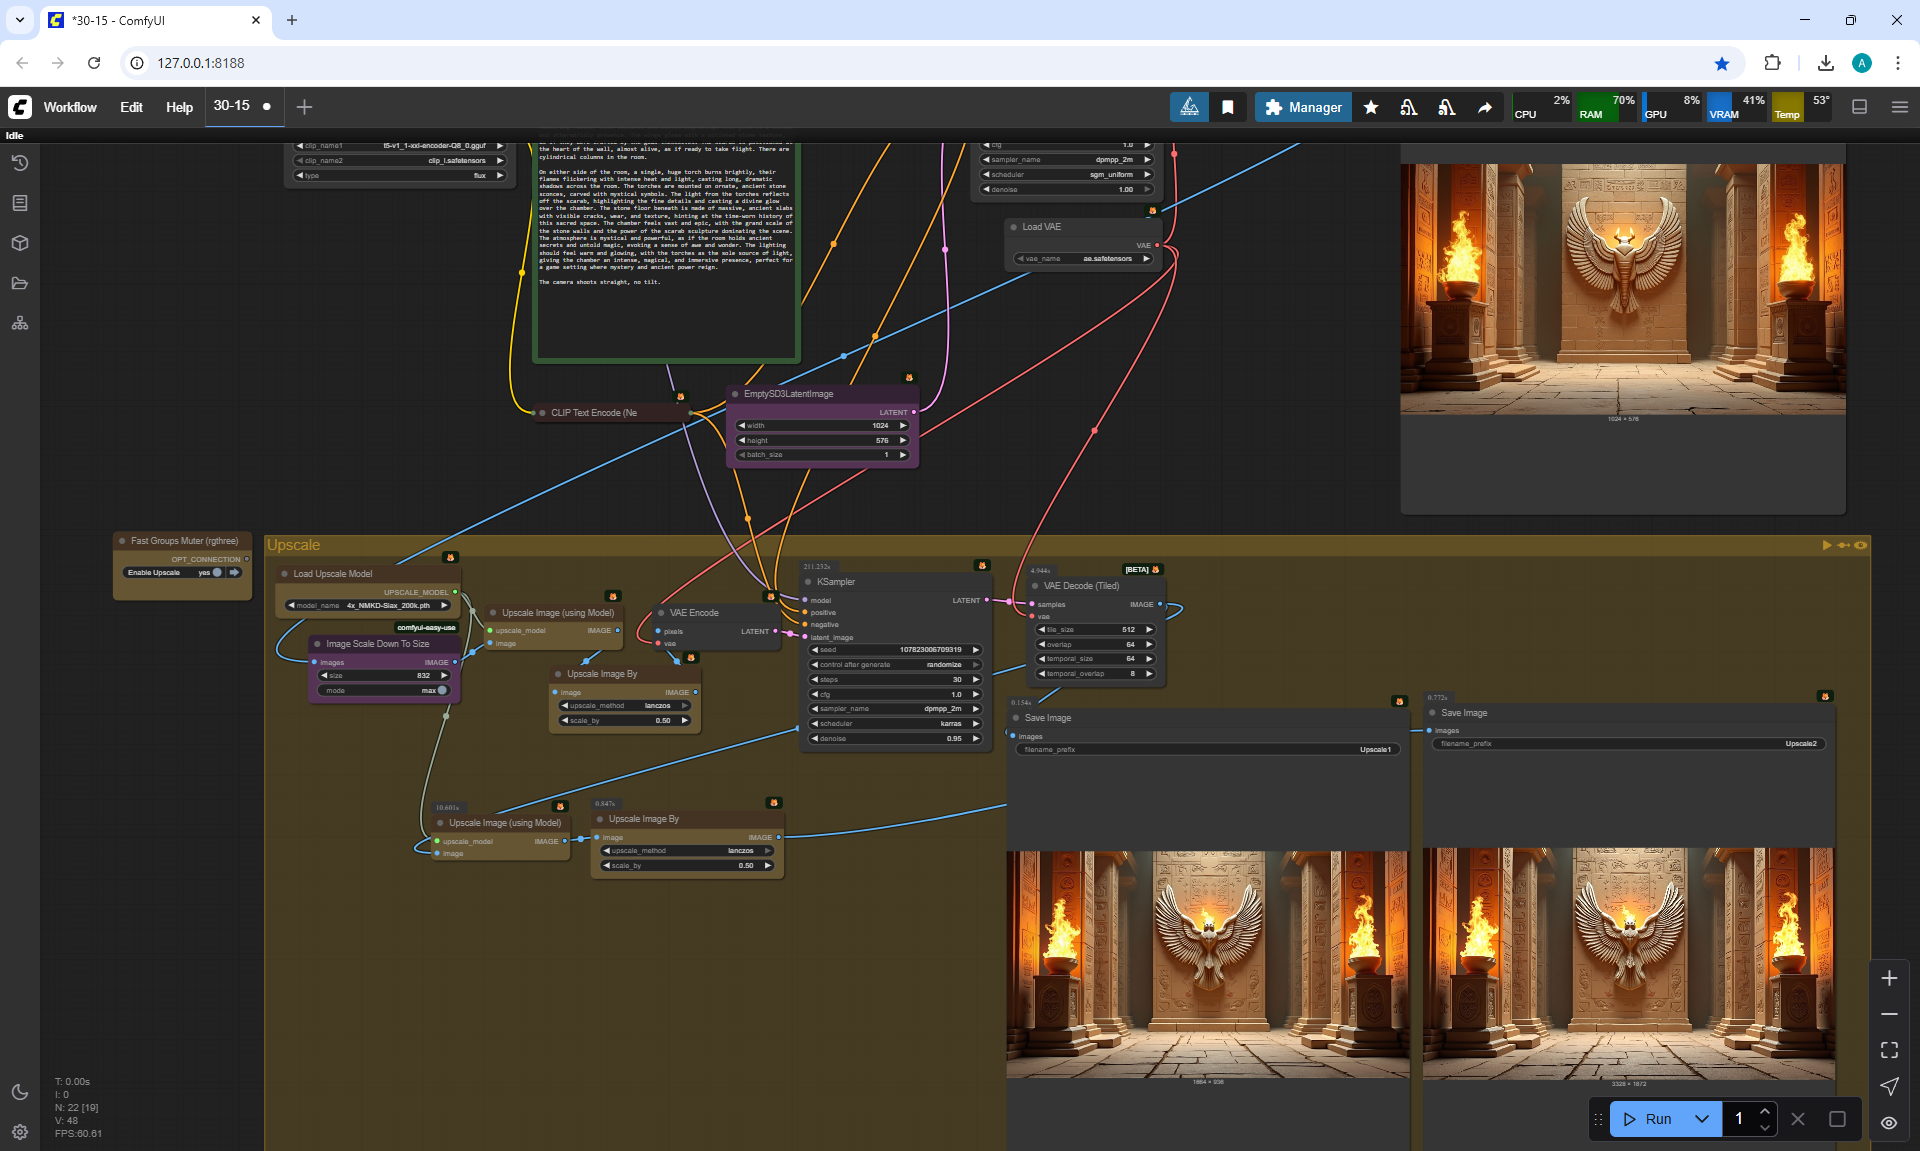 *30-15 - ComfyUI
127.0.0.1:8188
A
Workflow
Edit
Help
30-15
Manager
2%
CPU
70%
RAM
8%
GPU
41%
VRAM
53°
Temp
Idle
clip_name1 t5-v1_1-xxl-encoder-Q8_0.gguf
clip_name2 clip_l.safetensors
type flux
the heart of the wall, almost alive, as if ready to take flight. There are
cylindrical columns in the room.
On either side of the room, a single, huge torch burns brightly, their
flames flickering with intense heat and light, casting long, dramatic
shadows across the room. The torches are mounted on ornate, ancient stone
sconces, carved with mystical symbols. The light from the torches reflects
off the scarab, highlighting the fine details and casting a divine glow
over the chamber. The stone floor beneath is made of massive, ancient slabs
with visible cracks, wear, and texture, hinting at the time-worn history of
this sacred space. The chamber feels vast and epic, with the grand scale of
the stone walls and the power of the scarab sculpture dominating the scene.
The atmosphere is mystical and powerful, as if the room holds ancient
secrets and untold magic, evoking a sense of awe and wonder. The lighting
should feel warm and glowing, with the torches as the sole source of light,
giving the chamber an intense, magical, and immersive presence, perfect for
a game setting where mystery and ancient power reign.
The camera shoots straight, no tilt.
cfg 1.0
sampler_name dpmpp_2m
scheduler sgm_uniform
denoise 1.00
Load VAE
VAE
vae_name ae.safetensors
1024 × 576
CLIP Text Encode (Ne
EmptySD3LatentImage
LATENT
width 1024
height 576
batch_size 1
Fast Groups Muter (rgthree)
OPT_CONNECTION
Enable Upscale yes
Upscale
Load Upscale Model
UPSCALE_MODEL
model_name 4x_NMKD-Siax_200k.pth
comfyui-easy-use
Image Scale Down To Size
images IMAGE
size 832
mode max
Upscale Image (using Model)
upscale_model IMAGE
image
Upscale Image By
image IMAGE
upscale_method lanczos
scale_by 0.50
VAE Encode
pixels LATENT
vae
211.232s
KSampler
model LATENT
positive
negative
latent_image
seed 107823006709319
control after generate randomize
steps 30
cfg 1.0
sampler_name dpmpp_2m
scheduler karras
denoise 0.95
4.944s
[BETA]
VAE Decode (Tiled)
samples IMAGE
vae
tile_size 512
overlap 64
temporal_size 64
temporal_overlap 8
0.154s
Save Image
images
filename_prefix Upscale1
1664 × 936
0.772s
Save Image
images
filename_prefix Upscale2
3328 × 1872
10.601s
Upscale Image (using Model)
upscale_model IMAGE
image
0.847s
Upscale Image By
image IMAGE
upscale_method lanczos
scale_by 0.50
T: 0.00s
I: 0
N: 22 [19]
V: 48
FPS:60.61
Run
1